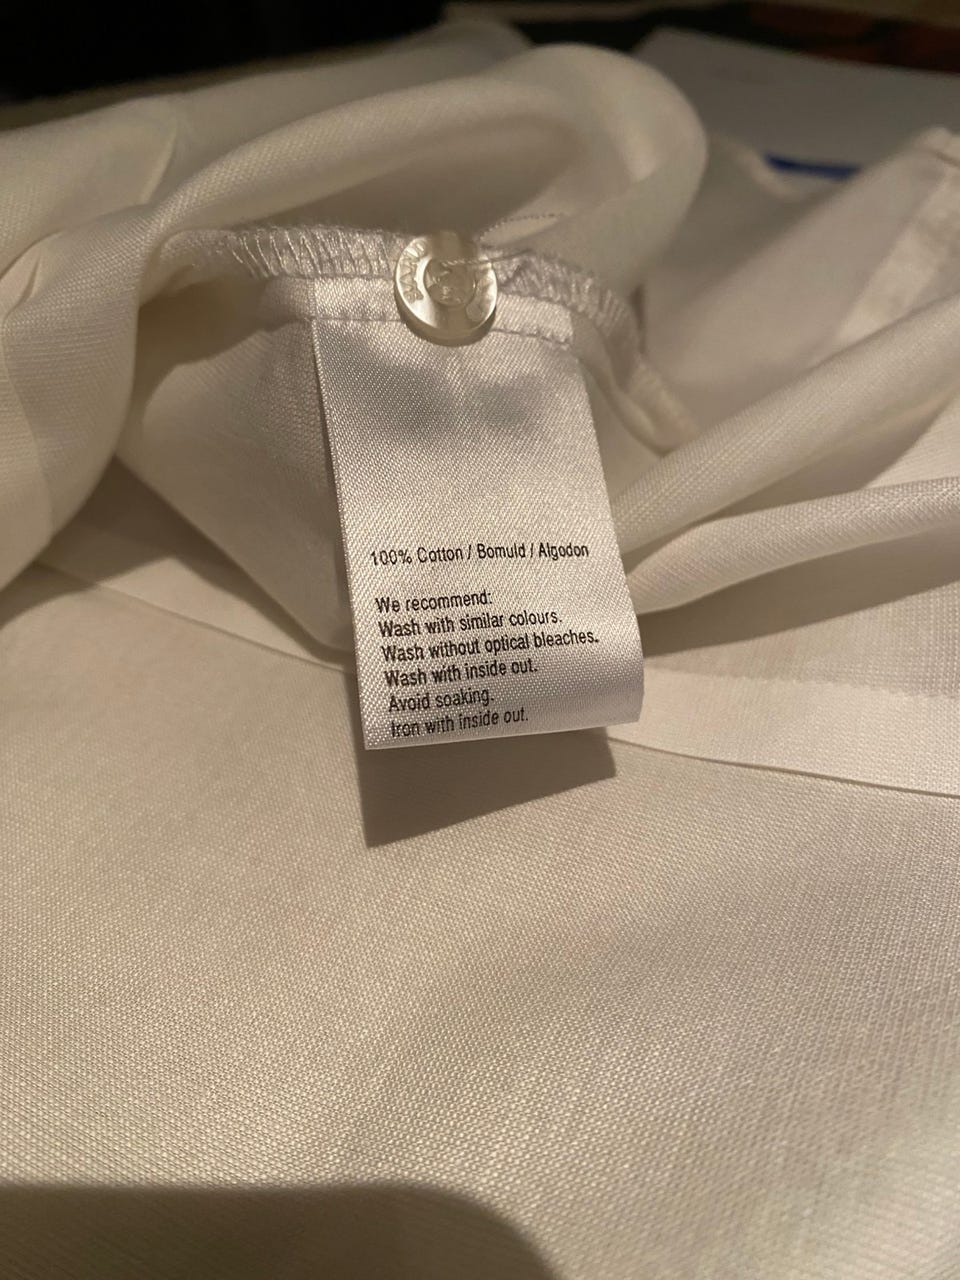 100% Cotton / Bomuld / Algodon
We recommend:
Wash with similar colours.
Wash without optical bleaches.
Wash with inside out.
Avoid soaking.
Iron with inside out.